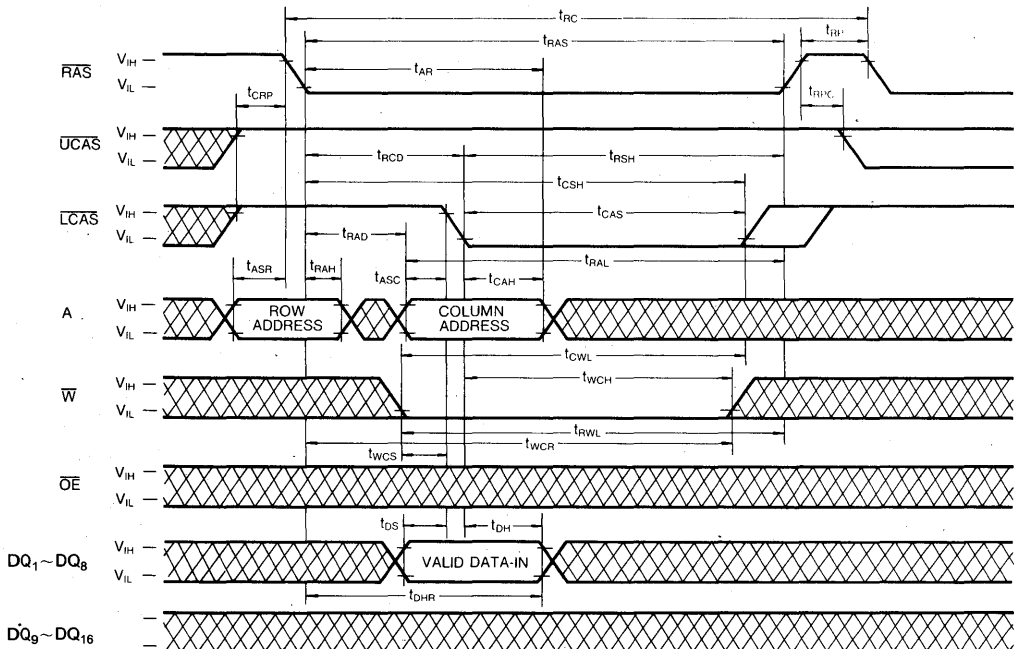 tRC
tRAS
tRP
tAR
RAS
VIH
VIL
tCRP
tRPC
UCAS
VIH
VIL
tRCD
tRSH
tCSH
LCAS
VIH
VIL
tCAS
tRAD
tRAL
tASR
tRAH
tASC
tCAH
A
VIH
VIL
ROW
ADDRESS
COLUMN
ADDRESS
tCWL
W
VIH
VIL
tWCH
tRWL
tWCR
tWCS
OE
VIH
VIL
tDS
tDH
DQ1~DQ8
VIH
VIL
VALID DATA-IN
tDHR
DQ9~DQ16